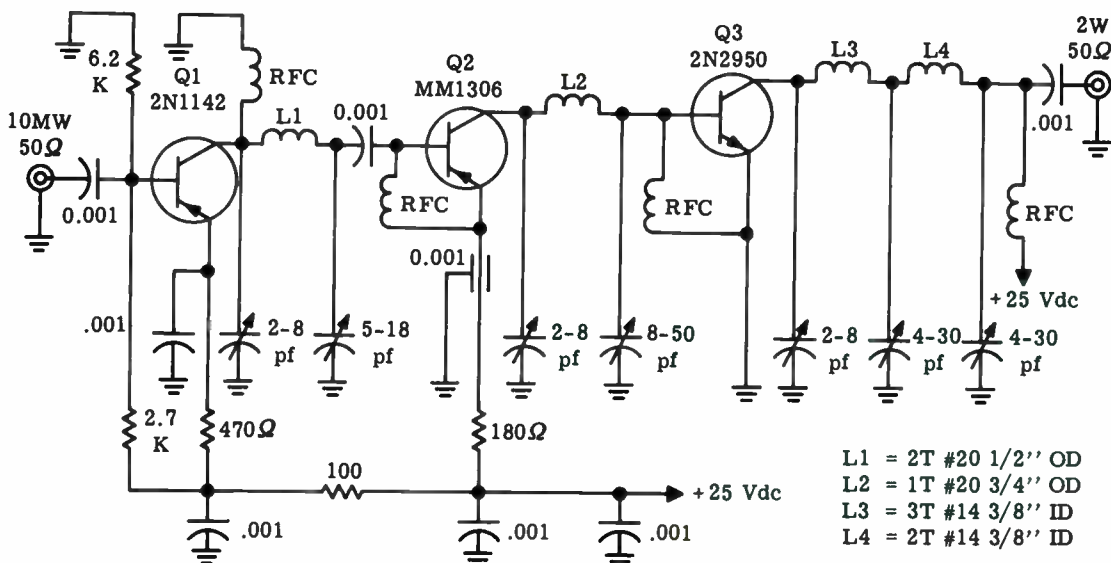 6.2
K
Q1
2N1142
RFC
10MW
50Ω
0.001
L1
0.001
Q2
MM1306
RFC
L2
Q3
2N2950
RFC
L3
L4
2W
50Ω
.001
RFC
+25 Vdc
0.001
.001
2-8
pf
5-18
pf
2-8
pf
8-50
pf
2-8
pf
4-30
pf
4-30
pf
2.7
K
470Ω
180Ω
100
+25 Vdc
.001
.001
.001
L1 = 2T #20 1/2'' OD
L2 = 1T #20 3/4'' OD
L3 = 3T #14 3/8'' ID
L4 = 2T #14 3/8'' ID